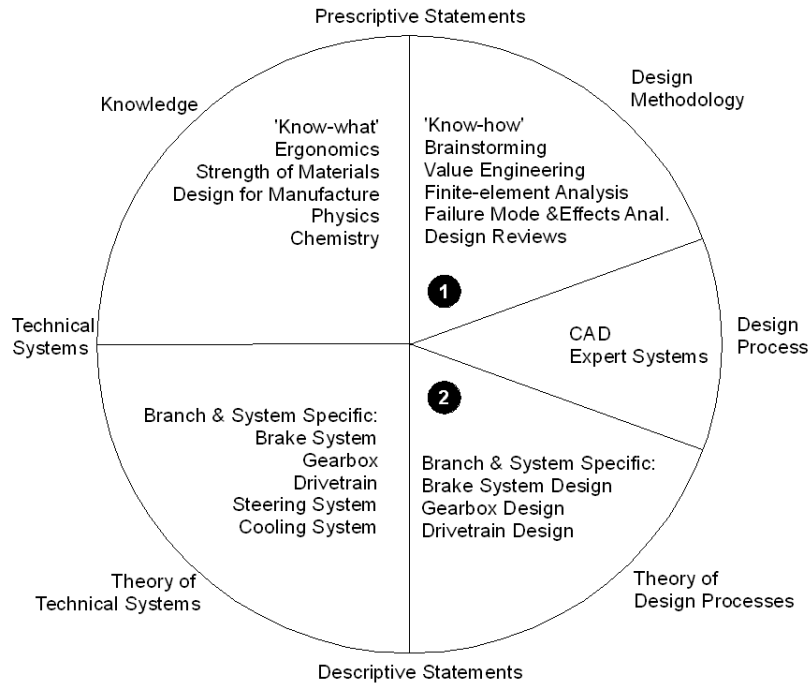 Prescriptive Statements
Knowledge
Design
Methodology
'Know-what'
Ergonomics
Strength of Materials
Design for Manufacture
Physics
Chemistry
'Know-how'
Brainstorming
Value Engineering
Finite-element Analysis
Failure Mode &Effects Anal.
Design Reviews
1
Technical
Systems
CAD
Expert Systems
Design
Process
2
Branch & System Specific:
Brake System
Gearbox
Drivetrain
Steering System
Cooling System
Branch & System Specific:
Brake System Design
Gearbox Design
Drivetrain Design
Theory of
Technical Systems
Theory of
Design Processes
Descriptive Statements